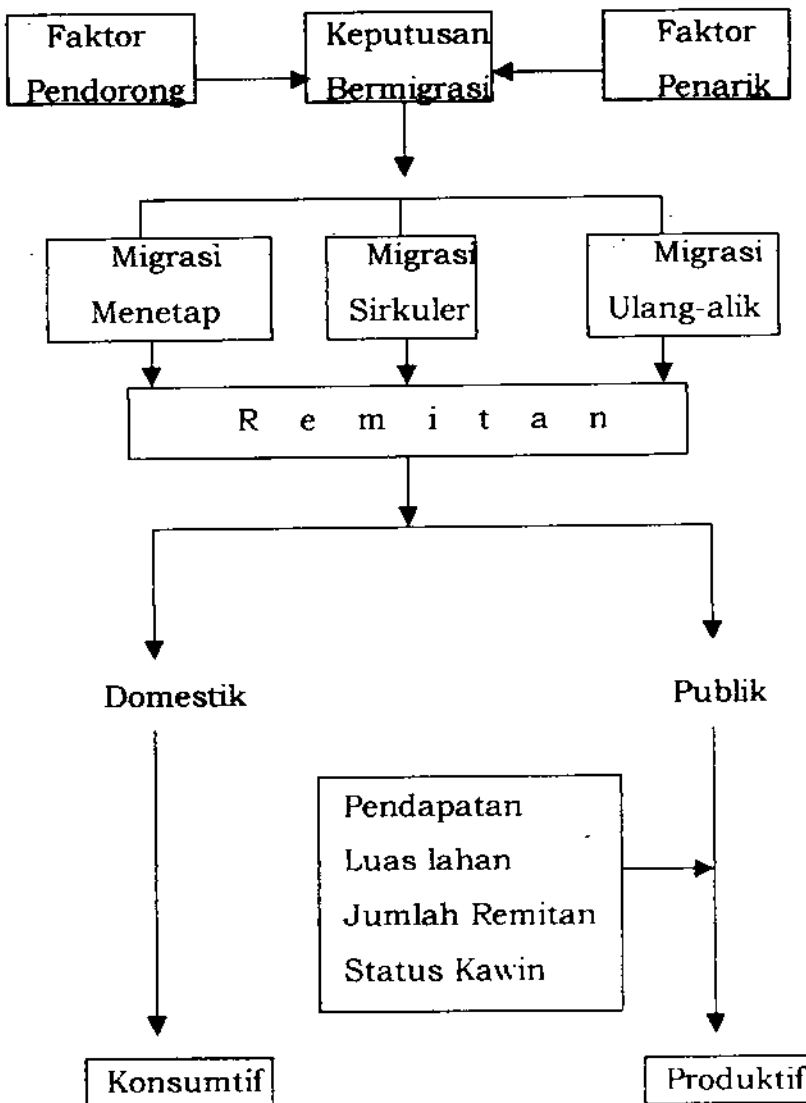 Faktor
Pendorong
Keputusan
Bermigrasi
Faktor
Penarik
Migrasi
Menetap
Migrasi
Sirkuler
Migrasi
Ulang-alik
R e m i t a n
Domestik
Publik
Pendapatan
Luas lahan
Jumlah Remitan
Status Kawin
Konsumtif
Produktif